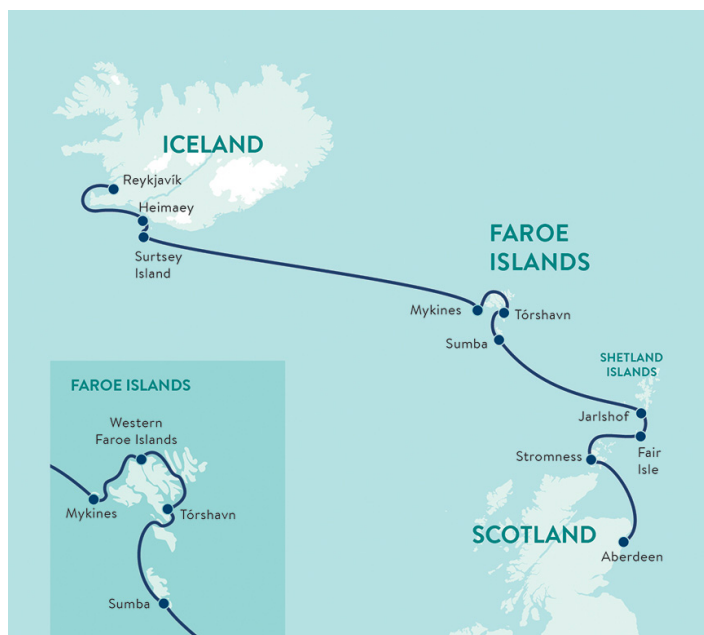 ICELAND
Reykjavík
Heimaey
Surtsey
Island
FAROE
ISLANDS
Mykines
Tórshavn
Sumba
SHETLAND
ISLANDS
Jarlshof
Fair
Isle
Stromness
SCOTLAND
Aberdeen
FAROE ISLANDS
Western
Faroe Islands
Mykines
Tórshavn
Sumba